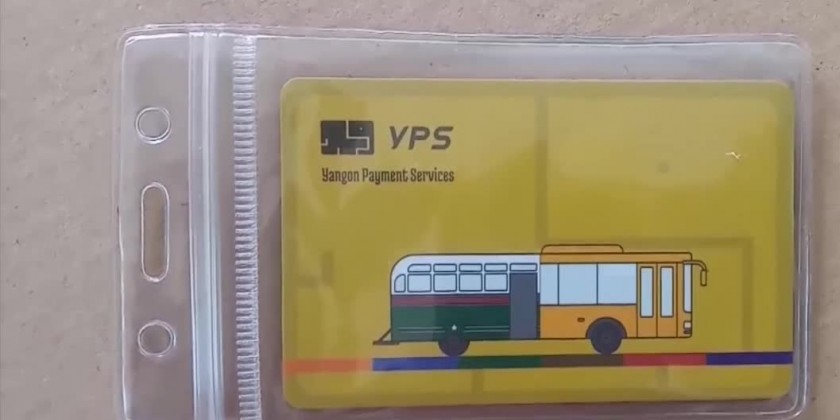 YPS
Yangon Payment Services